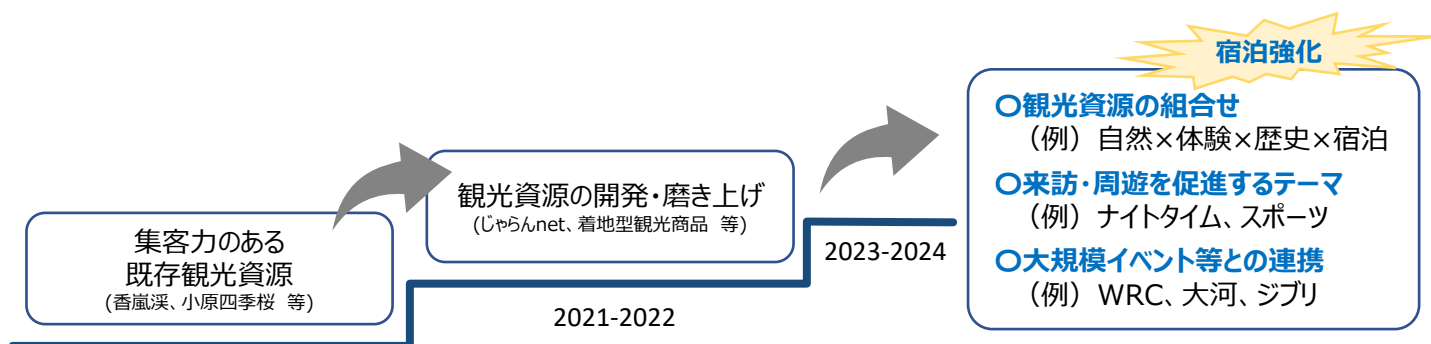 集客力のある
既存観光資源
(香嵐渓、小原四季桜 等)
観光資源の開発・磨き上げ
(じゃらんnet、着地型観光商品 等)
2021-2022
2023-2024
宿泊強化
〇観光資源の組合せ
（例）自然×体験×歴史×宿泊
〇来訪・周遊を促進するテーマ
（例）ナイトタイム、スポーツ
〇大規模イベント等との連携
（例）WRC、大河、ジブリ